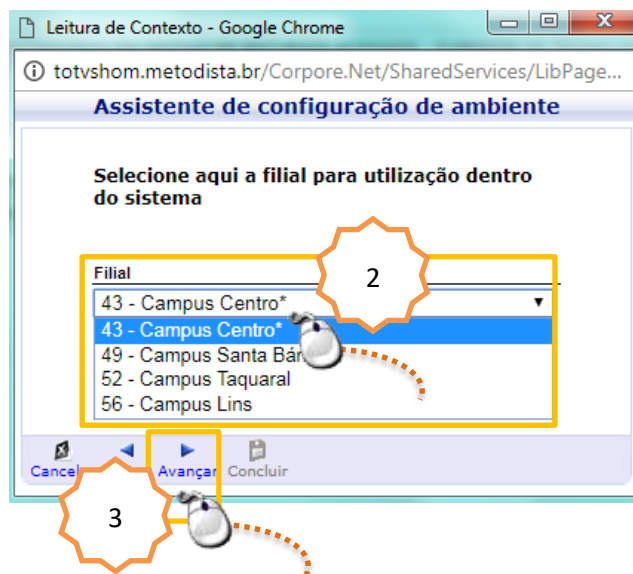 Leitura de Contexto - Google Chrome
totvshom.metodista.br/Corpore.Net/SharedServices/LibPage...
Assistente de configuração de ambiente
Selecione aqui a filial para utilização dentro
do sistema
2
Filial
43 - Campus Centro*
43 - Campus Centro*
49 - Campus Santa Bár
52 - Campus Taquaral
56 - Campus Lins
Cancel Avançar Concluir
3